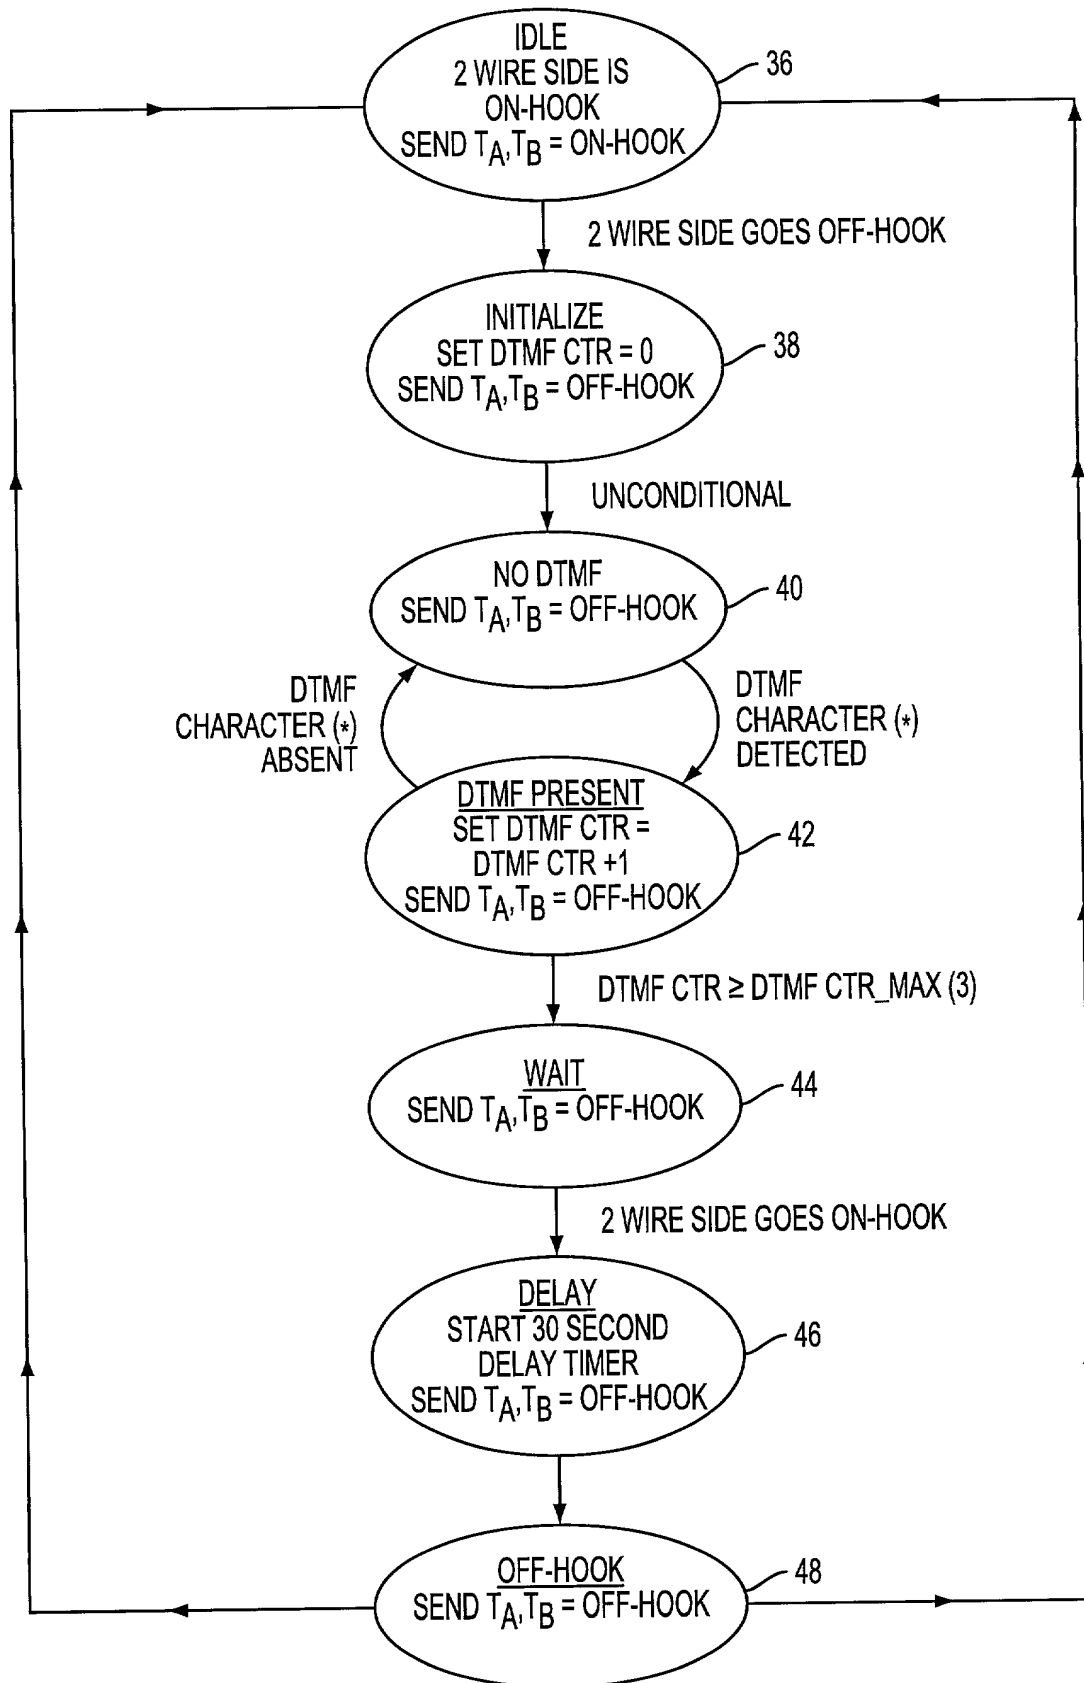 IDLE
2 WIRE SIDE IS
ON-HOOK
SEND TA,TB = ON-HOOK
36
2 WIRE SIDE GOES OFF-HOOK
INITIALIZE
SET DTMF CTR = 0
SEND TA,TB = OFF-HOOK
38
UNCONDITIONAL
NO DTMF
SEND TA,TB = OFF-HOOK
40
DTMF
CHARACTER (*)
ABSENT
DTMF
CHARACTER (*)
DETECTED
DTMF PRESENT
SET DTMF CTR =
DTMF CTR +1
SEND TA,TB = OFF-HOOK
42
DTMF CTR ≥ DTMF CTR_MAX (3)
WAIT
SEND TA,TB = OFF-HOOK
44
2 WIRE SIDE GOES ON-HOOK
DELAY
START 30 SECOND
DELAY TIMER
SEND TA,TB = OFF-HOOK
46
OFF-HOOK
SEND TA,TB = OFF-HOOK
48